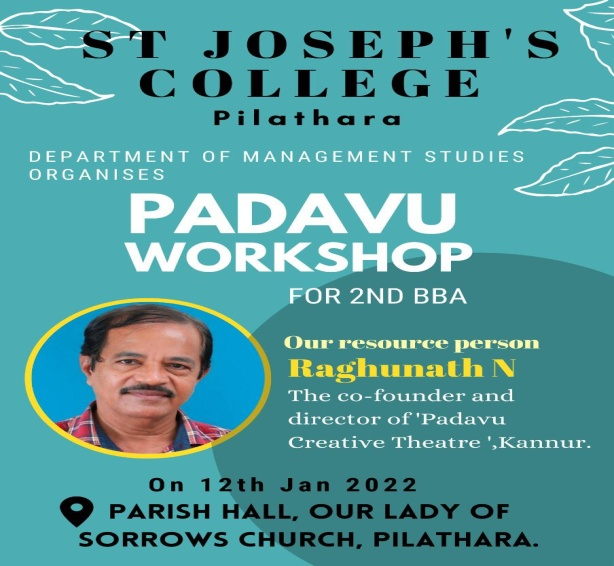 ST JOSEPH'S
COLLEGE
Pilathara
DEPARTMENT OF MANAGEMENT STUDIES
ORGANISES
PADAVU
WORKSHOP
FOR 2ND BBA
Our resource person
Raghunath N
The co-founder and
director of 'Padavu
Creative Theatre ',Kannur.
On 12th Jan 2022
PARISH HALL, OUR LADY OF
SORROWS CHURCH, PILATHARA.